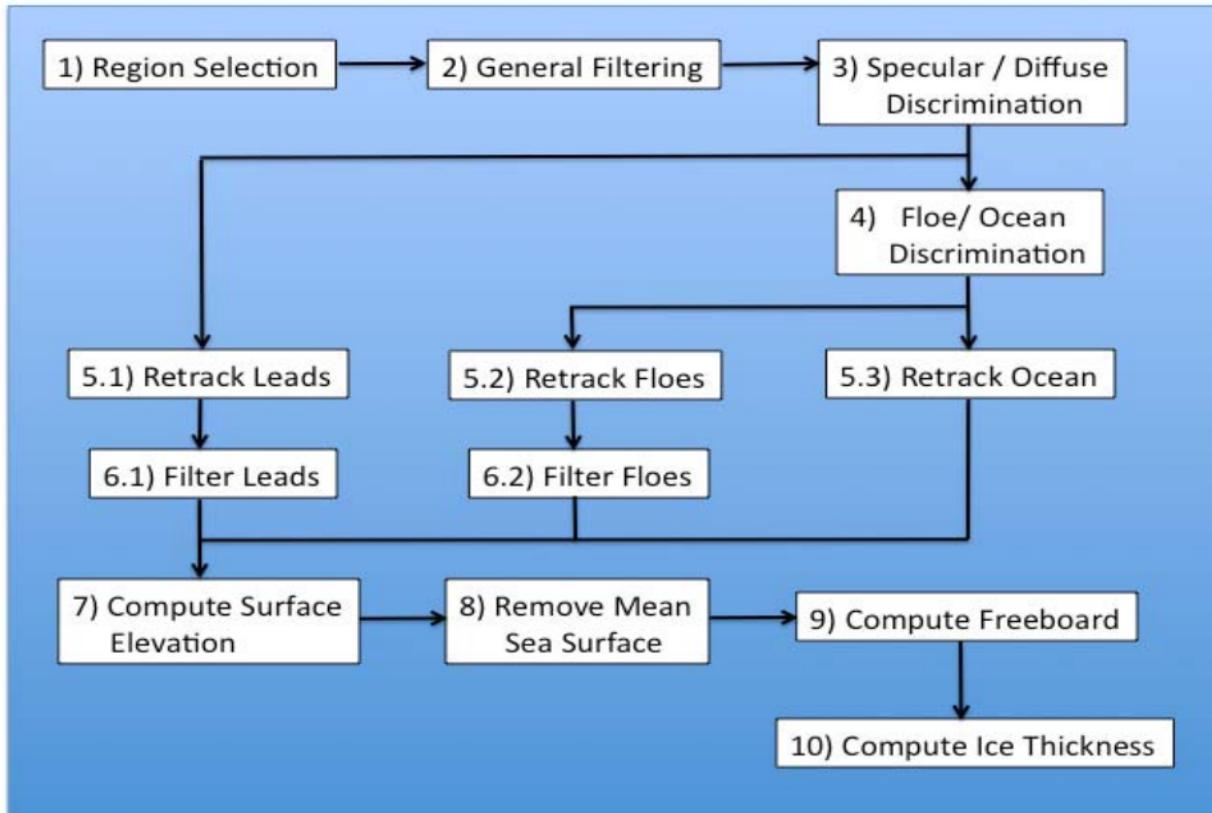 1) Region Selection
2) General Filtering
3) Specular / Diffuse
Discrimination
4) Floe/ Ocean
Discrimination
5.1) Retrack Leads
5.2) Retrack Floes
5.3) Retrack Ocean
6.1) Filter Leads
6.2) Filter Floes
7) Compute Surface
Elevation
8) Remove Mean
Sea Surface
9) Compute Freeboard
10) Compute Ice Thickness